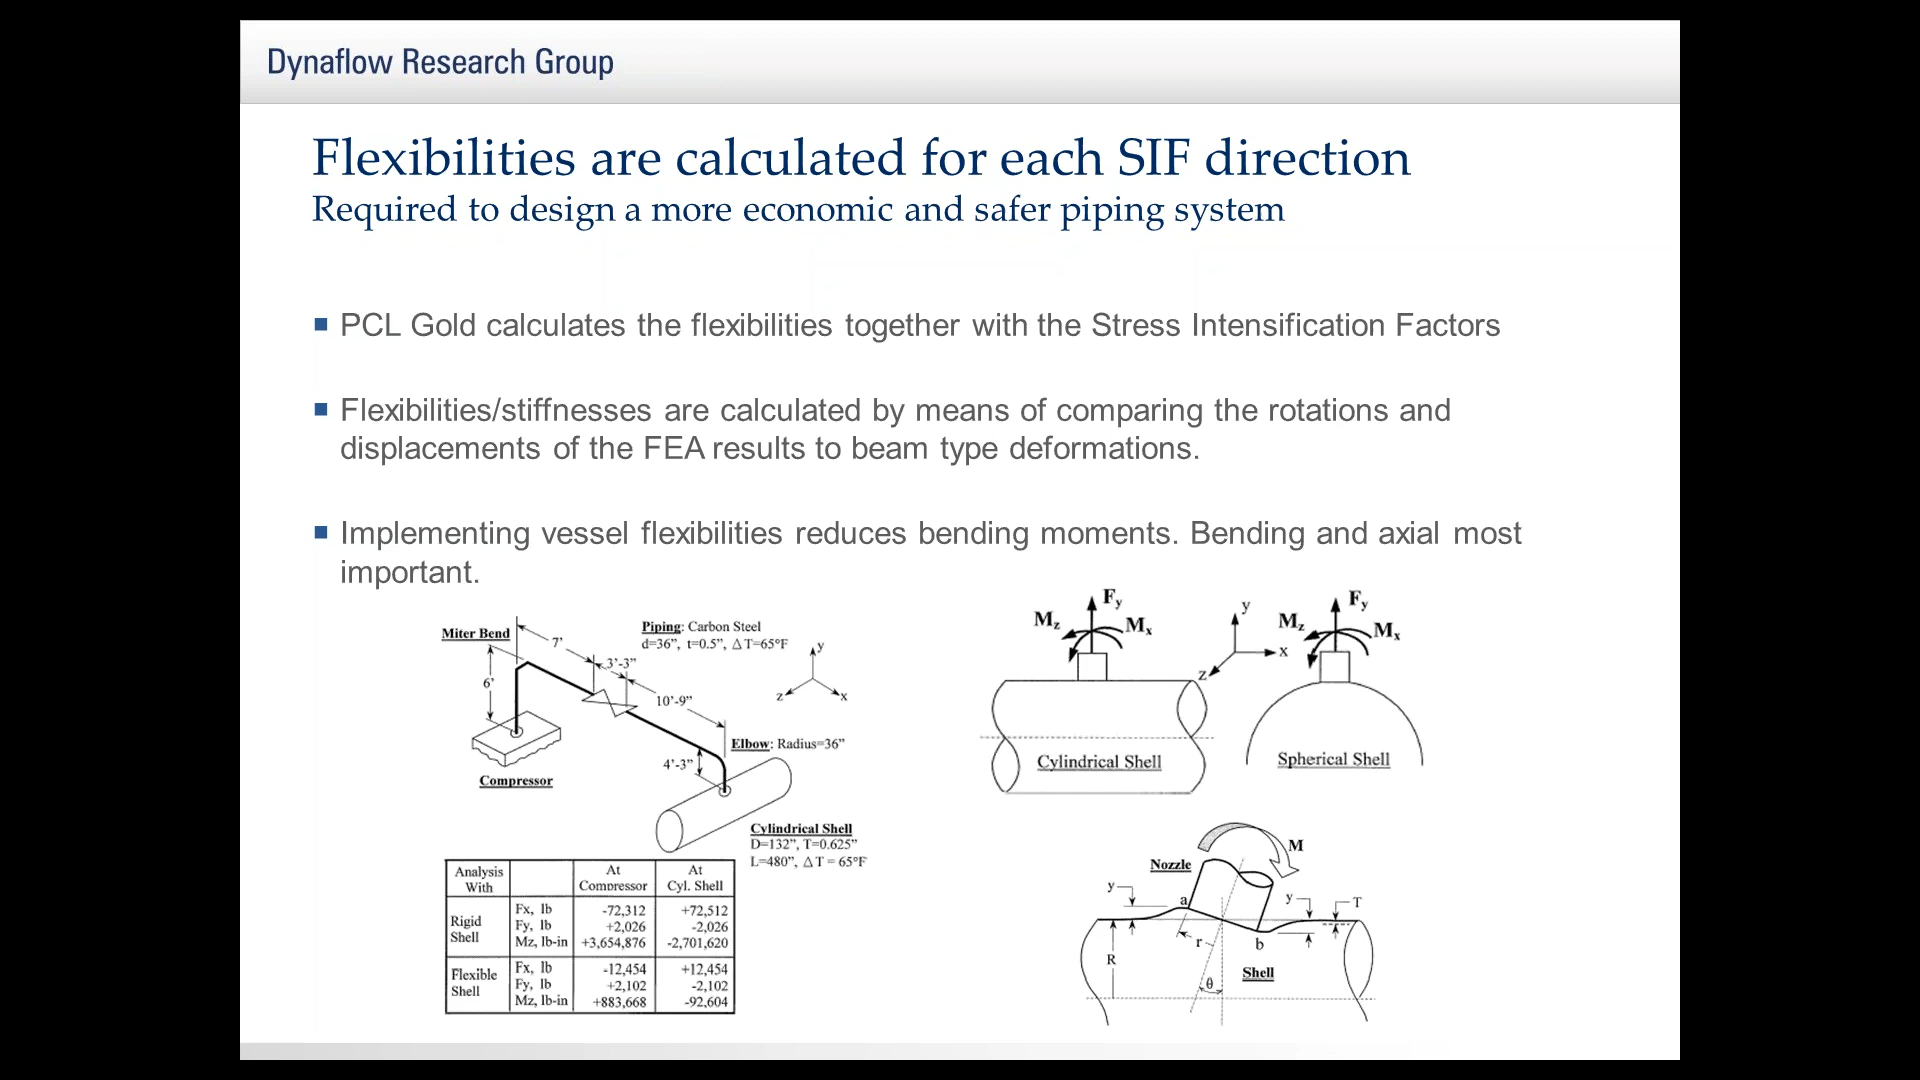 Dynaflow Research Group
Flexibilities are calculated for each SIF direction
Required to design a more economic and safer piping system
PCL Gold calculates the flexibilities together with the Stress Intensification Factors
Flexibilities/stiffnesses are calculated by means of comparing the rotations and
displacements of the FEA results to beam type deformations.
Implementing vessel flexibilities reduces bending moments. Bending and axial most
important.
Miter Bend
7'
6'
3'-3"
10'-9"
Piping: Carbon Steel
d=36", t=0.5", ΔT=65°F
y
z
x
Elbow: Radius=36"
4'-3"
Compressor
Cylindrical Shell
D=132", T=0.625"
L=480", ΔT = 65°F
Analysis With At Compressor At Cyl. Shell
Rigid Shell
Fx, lb -72,312 +72,512
Fy, lb +2,026 -2,026
Mz, lb-in +3,654,876 -2,701,620
Flexible Shell
Fx, lb -12,454 +12,454
Fy, lb +2,102 -2,102
Mz, lb-in +883,668 -92,604
Fy
Mz
Mx
Cylindrical Shell
y
x
z
Fy
Mz
Mx
Spherical Shell
M
Nozzle
y
a
y
T
r
b
R
θ
Shell